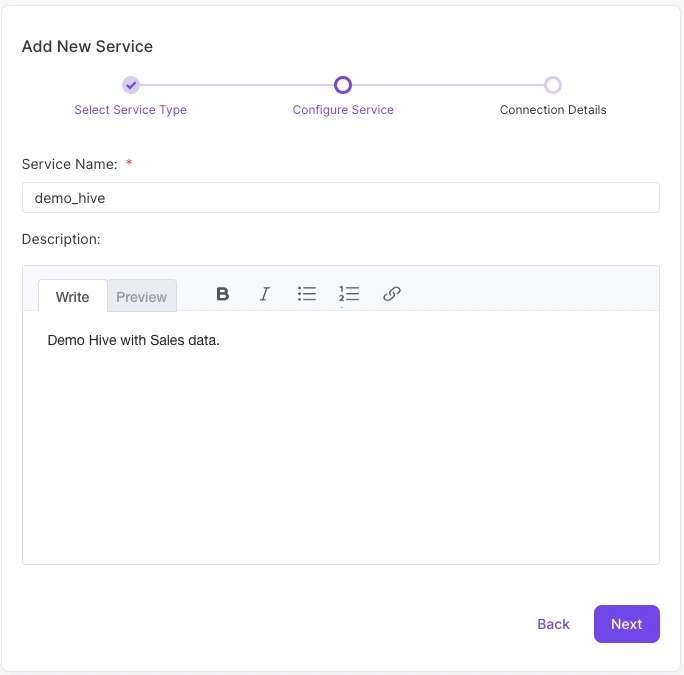 Add New Service
Select Service Type
Configure Service
Connection Details
Service Name: *
demo_hive
Description:
Write Preview B I
Demo Hive with Sales data.
Back Next